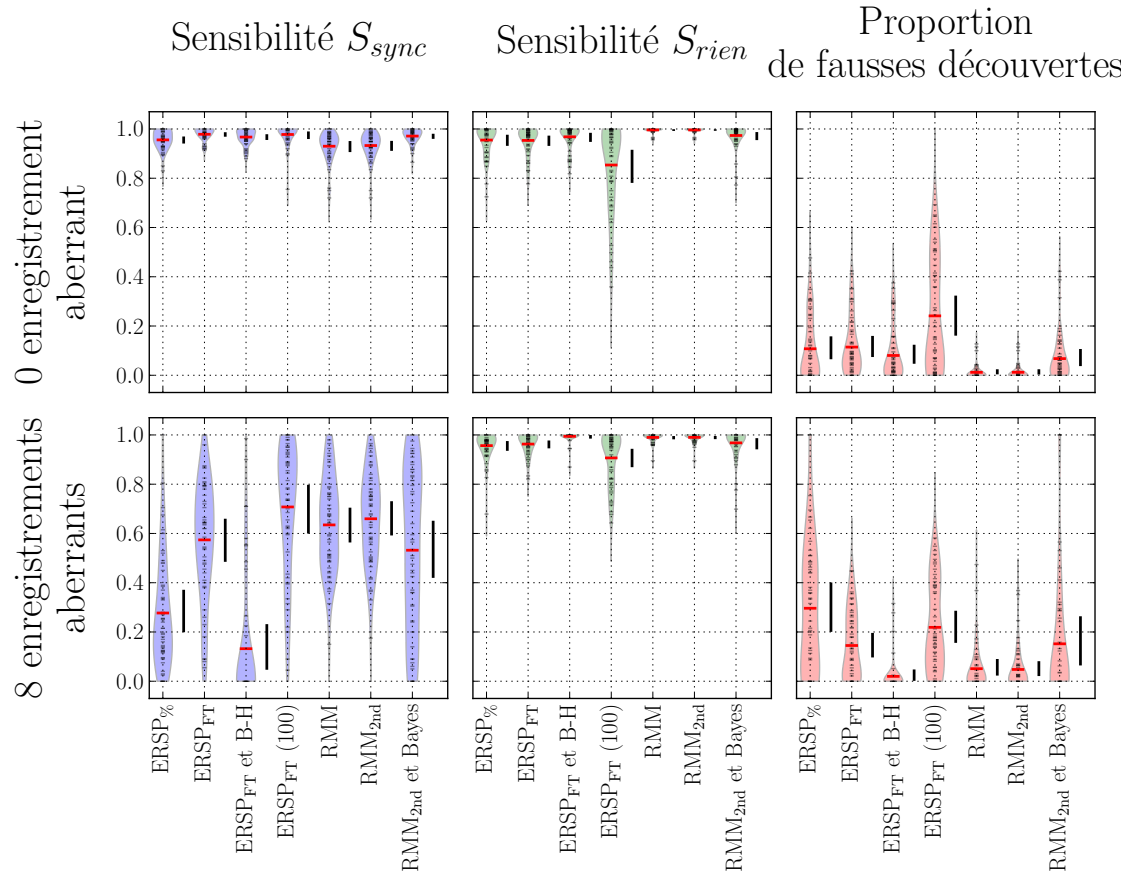 Sensibilité S_sync
Sensibilité S_rien
Proportion
de fausses découvertes
0 enregistrement
aberrant
1.0
0.8
0.6
0.4
0.2
0.0
8 enregistrements
aberrants
1.0
0.8
0.6
0.4
0.2
0.0
ERSP%
ERSP_FT
ERSP_FT et B-H
ERSP_FT (100)
RMM
RMM_2nd
RMM_2nd et Bayes
ERSP%
ERSP_FT
ERSP_FT et B-H
ERSP_FT (100)
RMM
RMM_2nd
RMM_2nd et Bayes
ERSP%
ERSP_FT
ERSP_FT et B-H
ERSP_FT (100)
RMM
RMM_2nd
RMM_2nd et Bayes